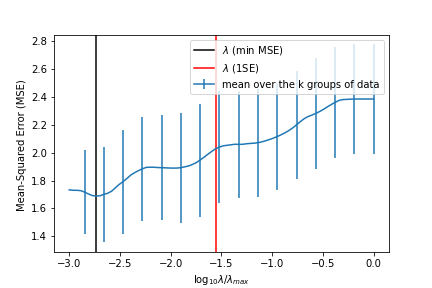 λ (min MSE)
λ (1SE)
mean over the k groups of data
Mean-Squared Error (MSE)
2.8
2.6
2.4
2.2
2.0
1.8
1.6
1.4
−3.0 −2.5 −2.0 −1.5 −1.0 −0.5 0.0
log₁₀λ/λₘₐₓ